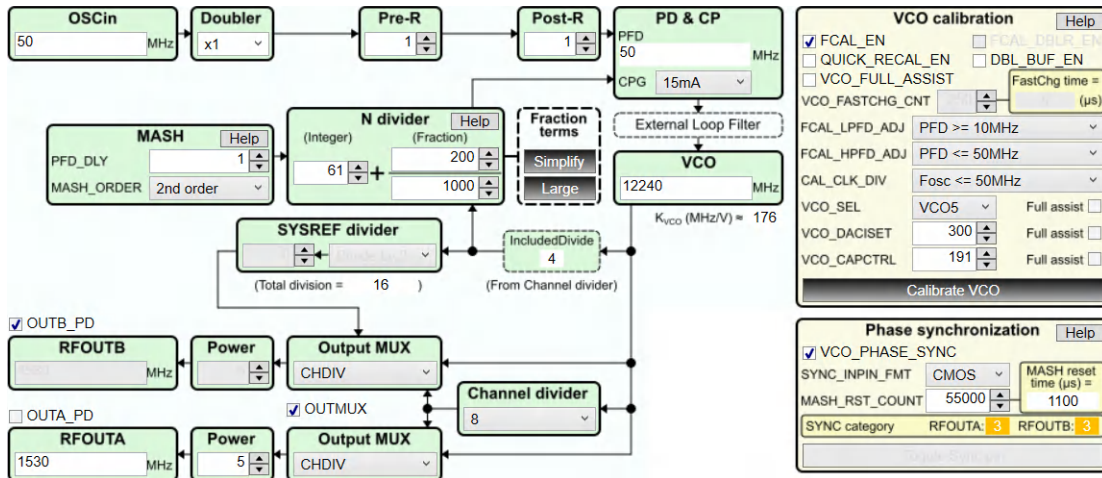 OSCin
50
MHz
Doubler
x1
Pre-R
1
Post-R
1
PD & CP
PFD
50
MHz
CPG 15mA
MASH Help
PFD_DLY 1
MASH_ORDER 2nd order
N divider Help
(Integer) (Fraction)
61 + 200
1000
Fraction
terms
Simplify
Large
External Loop Filter
VCO
12240 MHz
KVCO (MHz/V) ≈ 176
SYSREF divider
(Total division = 16 )
IncludedDivide
4
(From Channel divider)
OUTB_PD
RFOUTB
MHz
Power
Output MUX
CHDIV
Channel divider
8
OUTA_PD
OUTMUX
RFOUTA
1530 MHz
Power
5
Output MUX
CHDIV
VCO calibration Help
FCAL_EN FCAL_DBLR_EN
QUICK_RECAL_EN DBL_BUF_EN
VCO_FULL_ASSIST
FastChg time =
VCO_FASTCHG_CNT (µs)
FCAL_LPFD_ADJ PFD >= 10MHz
FCAL_HPFD_ADJ PFD <= 50MHz
CAL_CLK_DIV Fosc <= 50MHz
VCO_SEL VCO5 Full assist
VCO_DACISET 300 Full assist
VCO_CAPCTRL 191 Full assist
Calibrate VCO
Phase synchronization Help
VCO_PHASE_SYNC
SYNC_INPIN_FMT CMOS
MASH_RST_COUNT 55000
MASH reset
time (µs) =
1100
SYNC category RFOUTA: 3 RFOUTB: 3